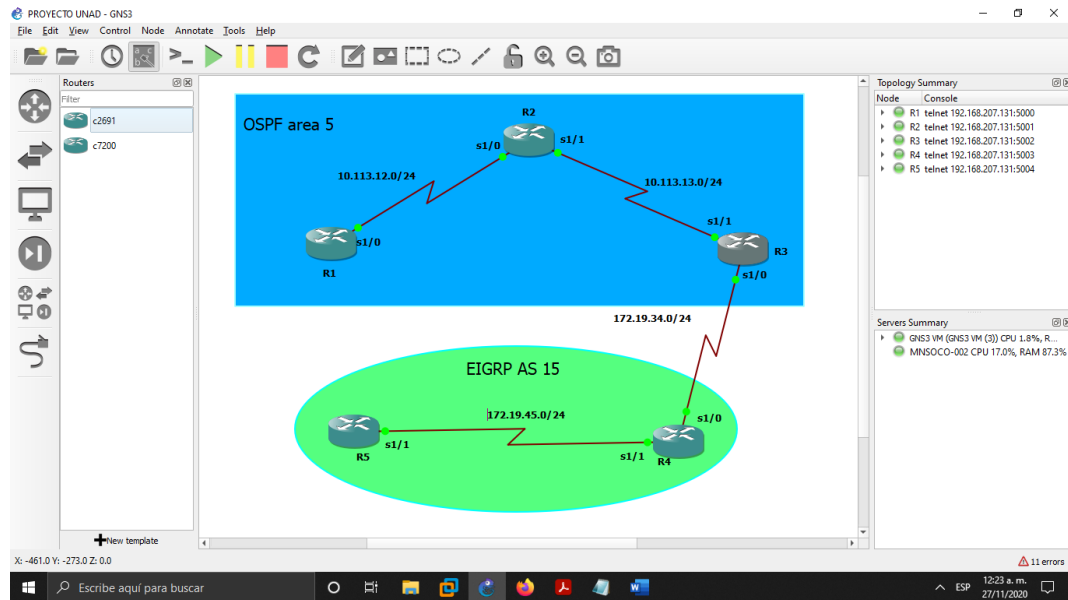 PROYECTO UNAD - GNS3
File Edit View Control Node Annotate Tools Help
Routers
Filter
c2691
c7200
New template
OSPF area 5
R2
s1/0
s1/1
10.113.12.0/24
10.113.13.0/24
s1/0
R1
s1/1
R3
s1/0
172.19.34.0/24
EIGRP AS 15
172.19.45.0/24
s1/0
s1/1
R5
s1/1
R4
Topology Summary
Node Console
R1 telnet 192.168.207.131:5000
R2 telnet 192.168.207.131:5001
R3 telnet 192.168.207.131:5002
R4 telnet 192.168.207.131:5003
R5 telnet 192.168.207.131:5004
Servers Summary
GNS3 VM (GNS3 VM (3)) CPU 1.8%, R...
MNSOCO-002 CPU 17.0%, RAM 87.3%
X: -461.0 Y: -273.0 Z: 0.0
11 errors
Escribe aquí para buscar
ESP
12:23 a. m.
27/11/2020